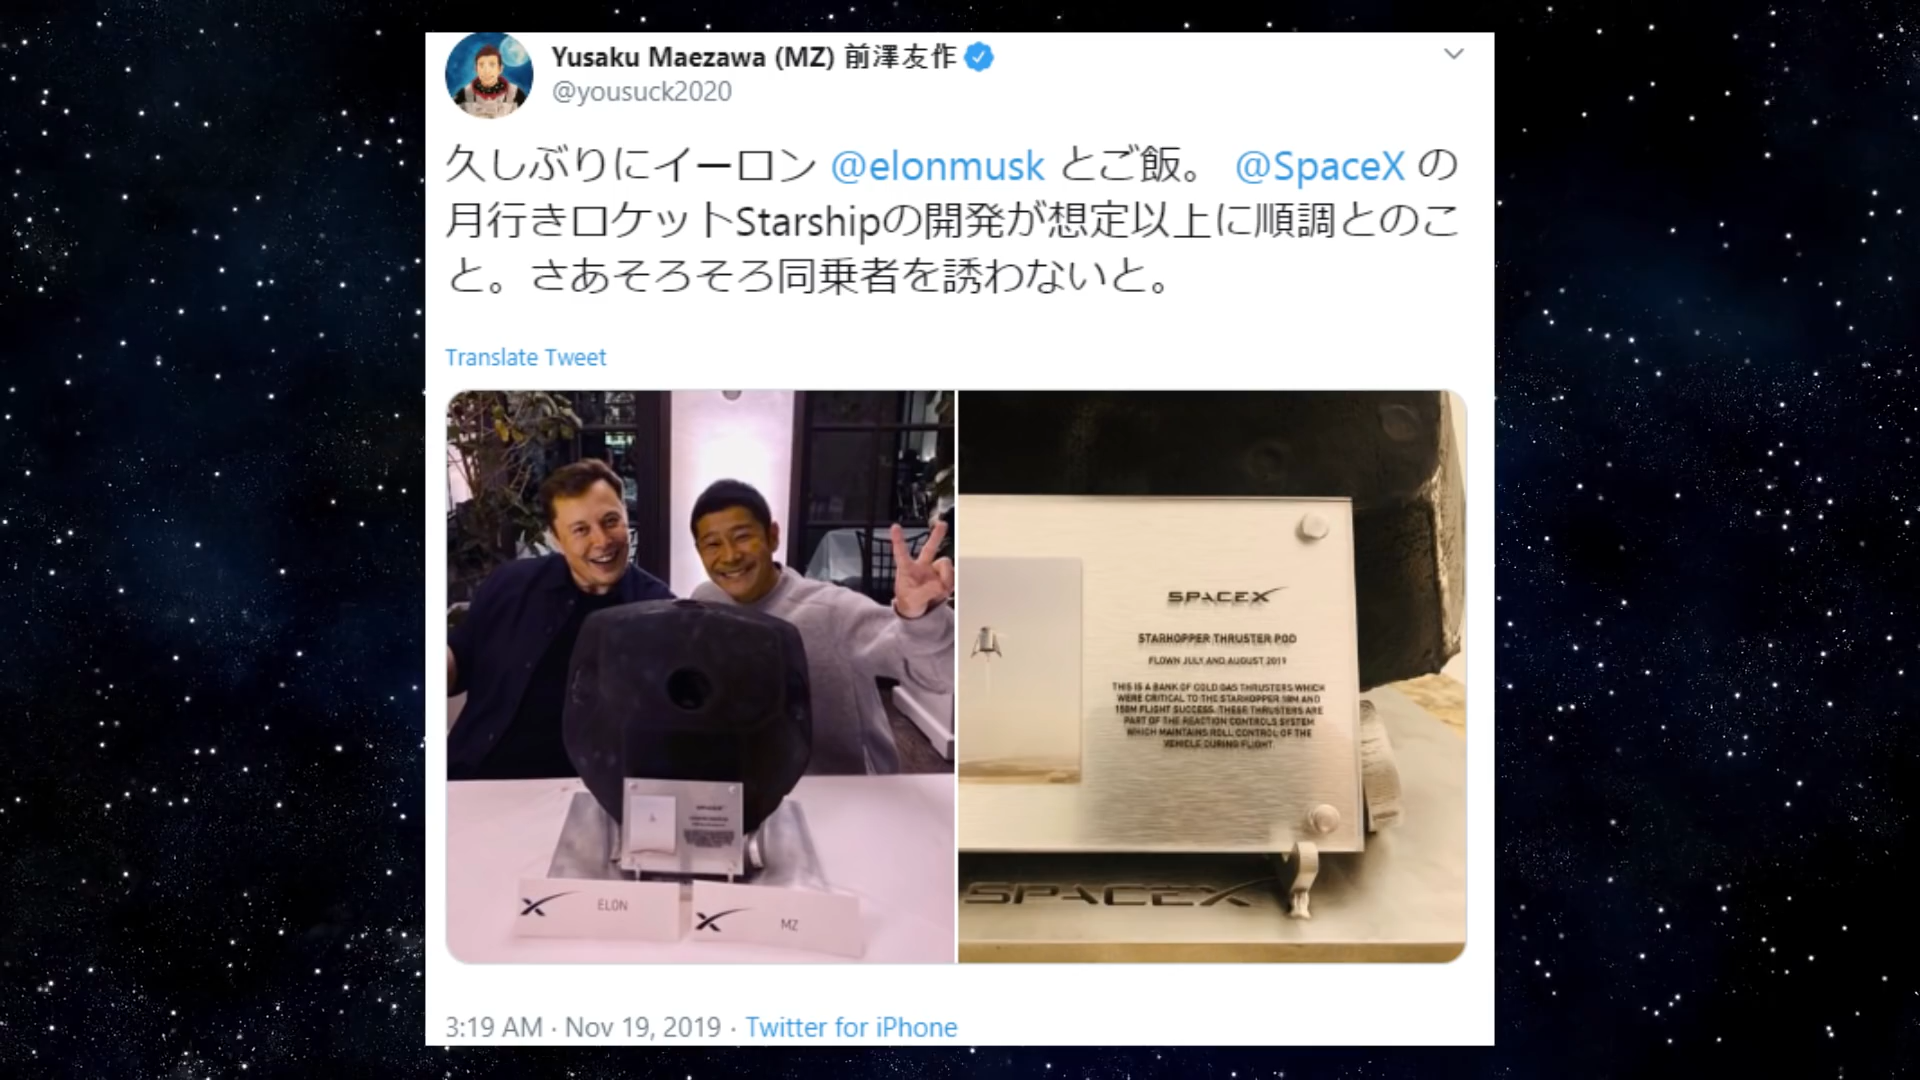 Yusaku Maezawa (MZ) 前澤友作
@yousuck2020
久しぶりにイーロン @elonmusk とご飯。 @SpaceX の
月行きロケットStarshipの開発が想定以上に順調とのこ
と。さあそろそろ同乗者を誘わないと。
Translate Tweet
ELON
MZ
SPACEX
STARHOPPER THRUSTER POD
FLOWN JULY AND AUGUST 2019
THIS IS A BANK OF COLD GAS THRUSTERS WHICH
WERE CRITICAL TO THE STARHOPPER 18M AND
150M FLIGHT SUCCESS. THESE THRUSTERS ARE
PART OF THE REACTION CONTROLS SYSTEM
WHICH MAINTAINS ROLL CONTROL OF THE
VEHICLE DURING FLIGHT.
SPACEX
3:19 AM · Nov 19, 2019 · Twitter for iPhone